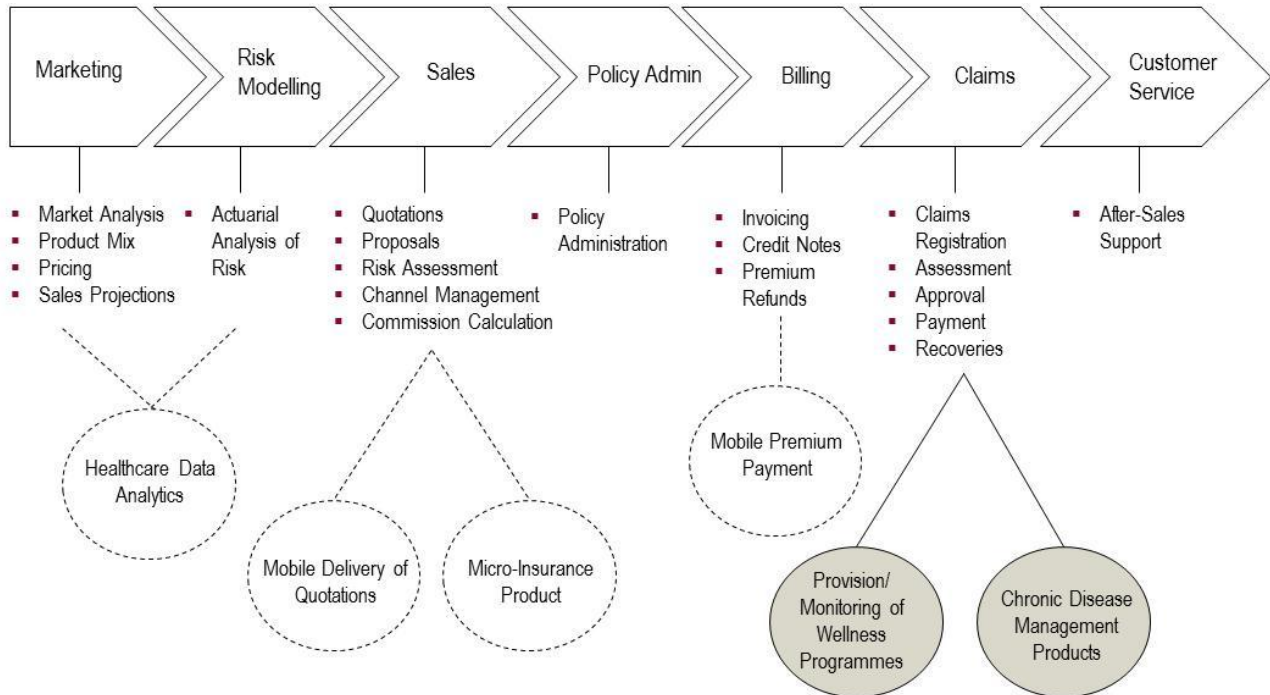 Marketing
Risk
Modelling
Sales
Policy Admin
Billing
Claims
Customer
Service
Market Analysis
Product Mix
Pricing
Sales Projections
Actuarial
Analysis of
Risk
Quotations
Proposals
Risk Assessment
Channel Management
Commission Calculation
Policy
Administration
Invoicing
Credit Notes
Premium
Refunds
Claims
Registration
Assessment
Approval
Payment
Recoveries
After-Sales
Support
Healthcare Data
Analytics
Mobile Delivery of
Quotations
Micro-Insurance
Product
Mobile Premium
Payment
Provision/
Monitoring of
Wellness
Programmes
Chronic Disease
Management
Products